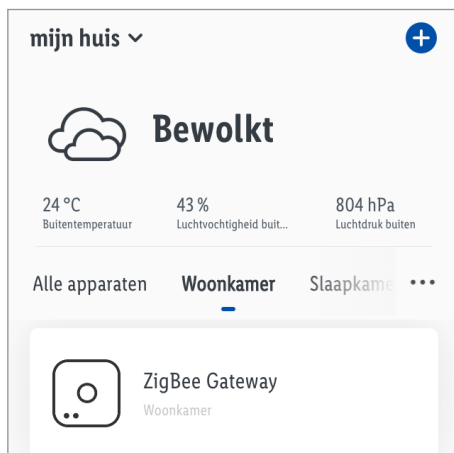 mijn huis
Bewolkt
24 °C 43 % 804 hPa
Buitentemperatuur Luchtvochtigheid buit... Luchtdruk buiten
Alle apparaten Woonkamer Slaapkame
ZigBee Gateway
Woonkamer